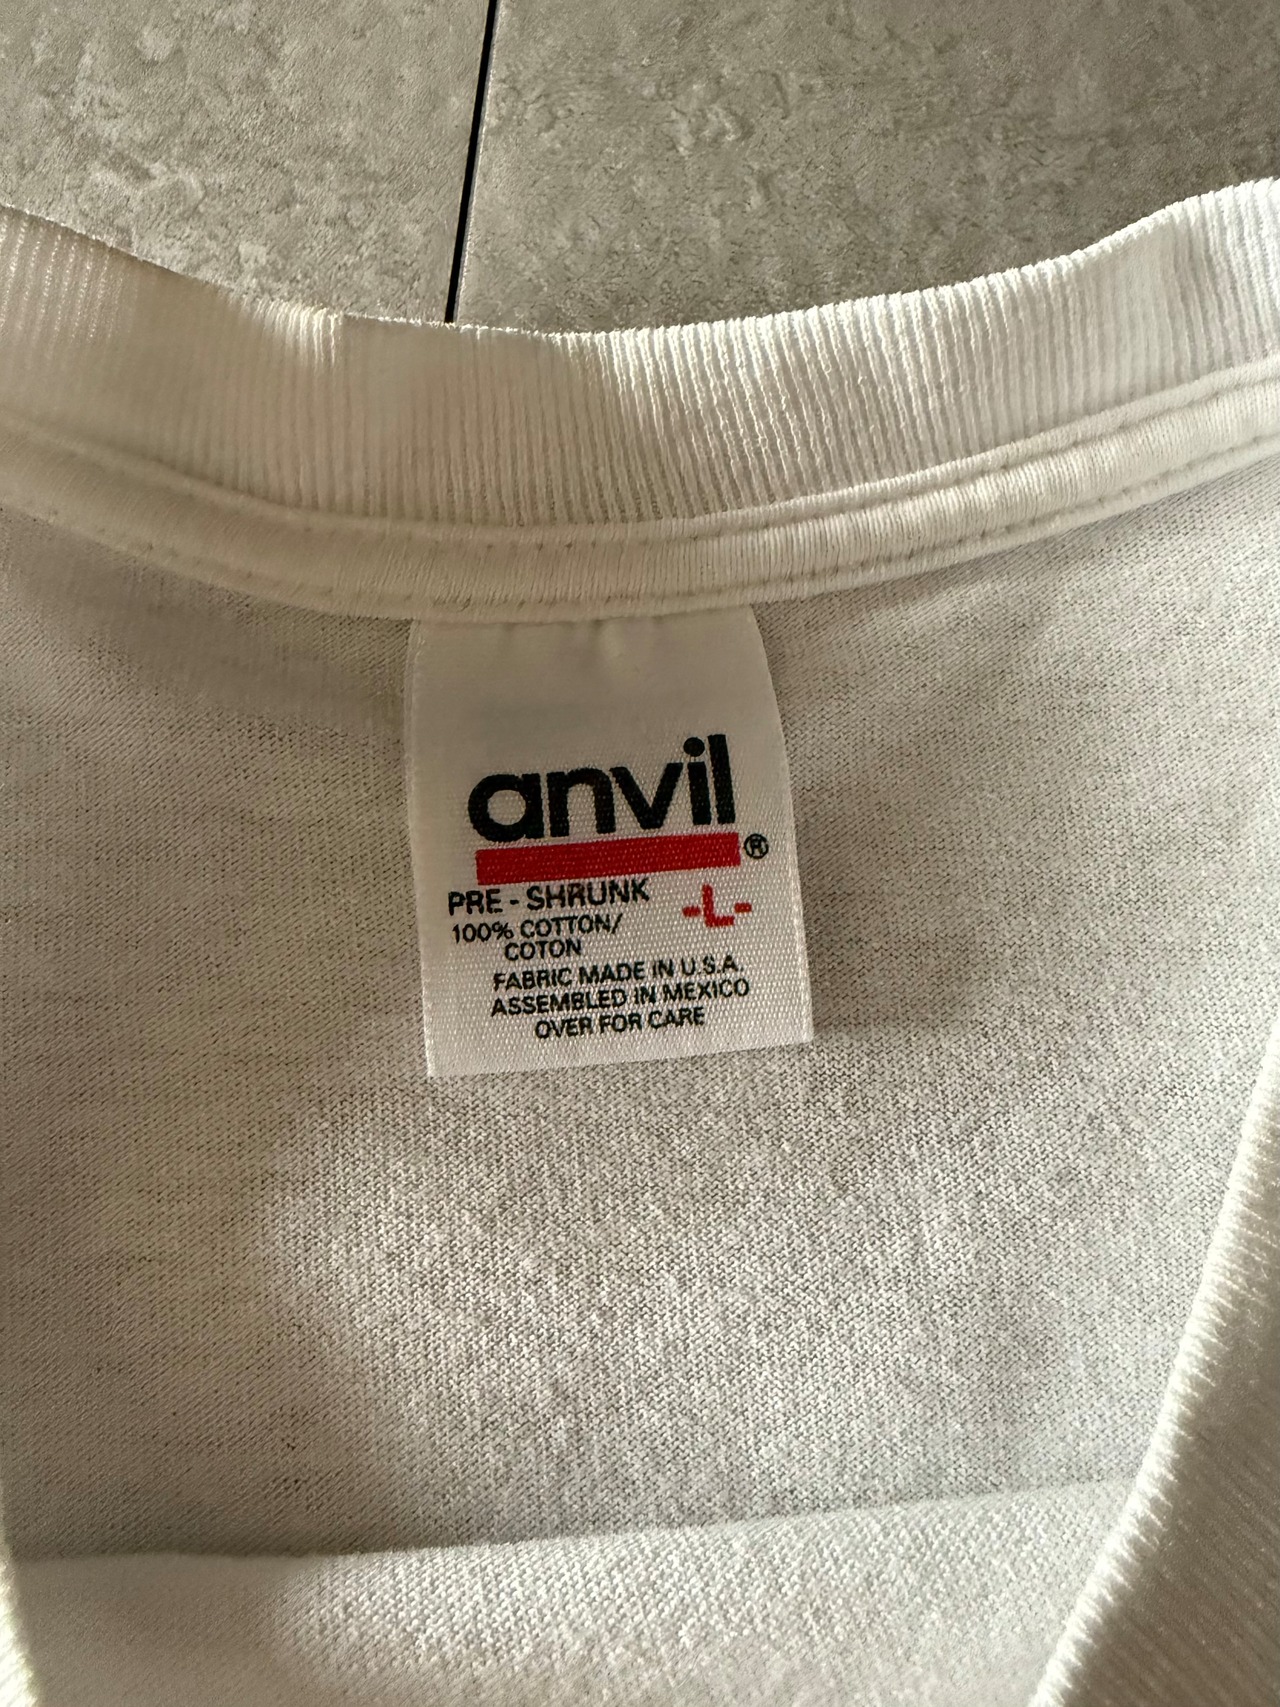 anvil
®
PRE - SHRUNK -L-
100% COTTON/
COTON
FABRIC MADE IN U.S.A.
ASSEMBLED IN MEXICO
OVER FOR CARE